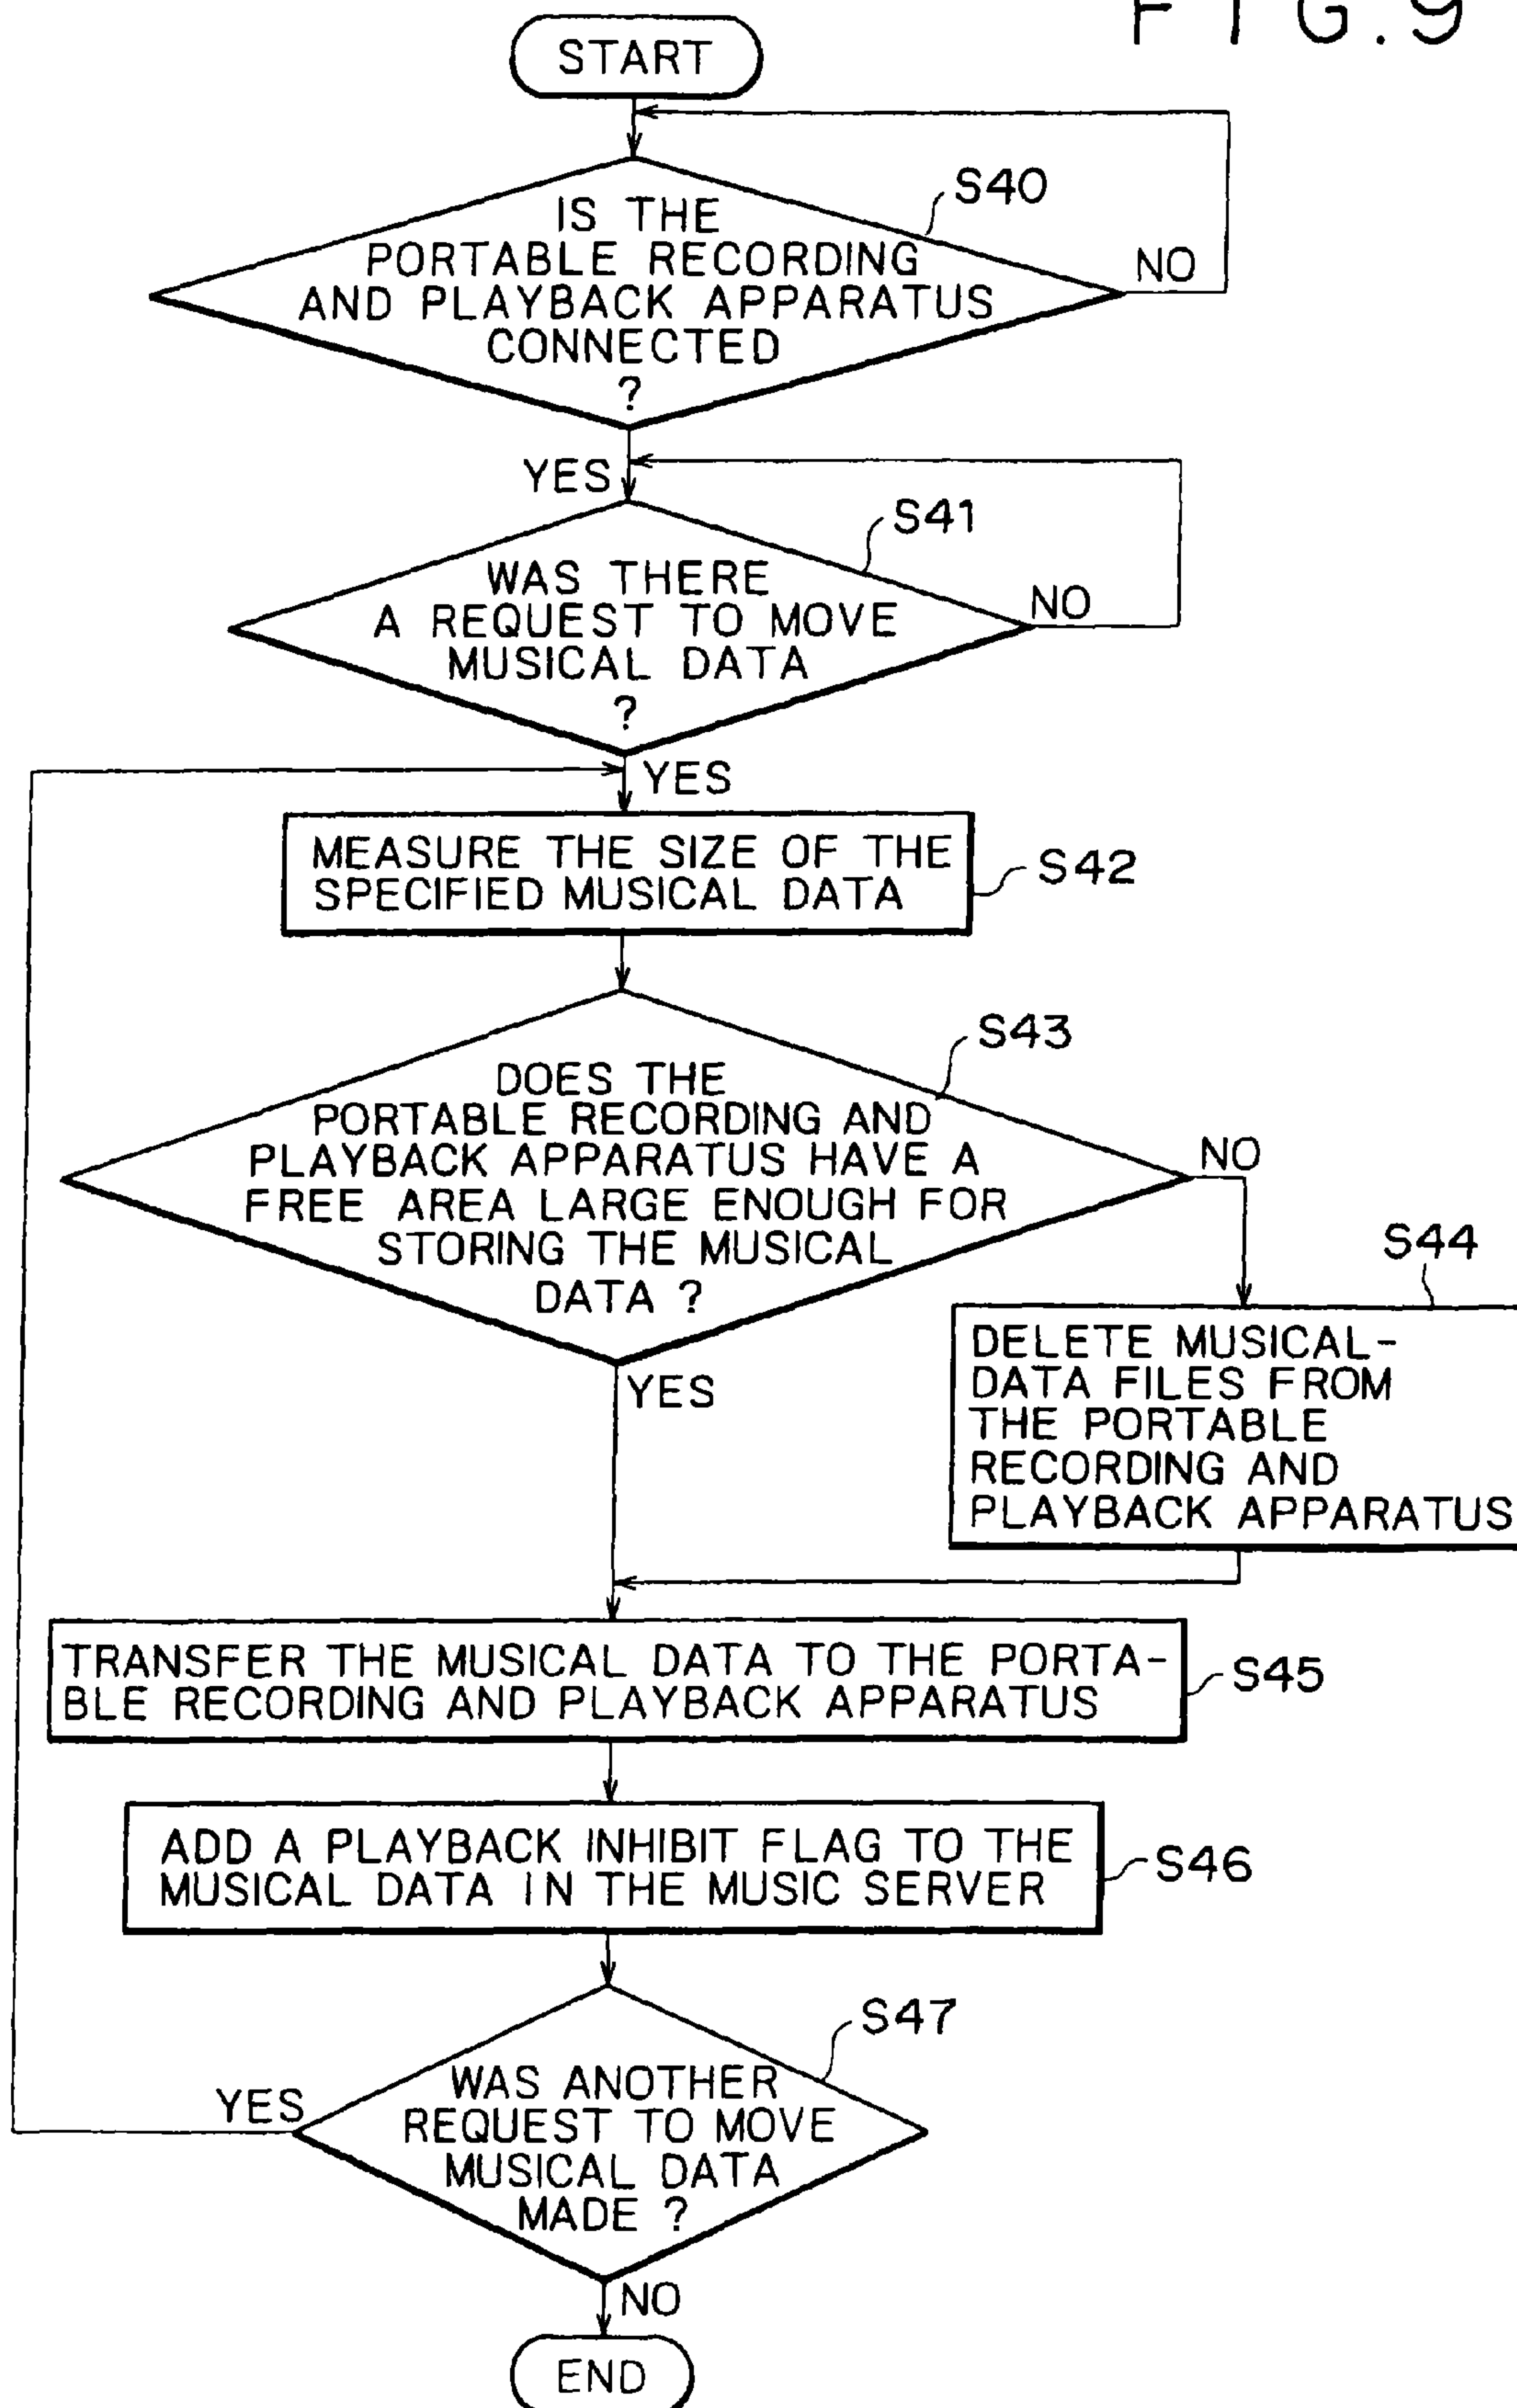 FIG.9
START
S40
IS THE
PORTABLE RECORDING
AND PLAYBACK APPARATUS
CONNECTED
?
NO
YES
S41
WAS THERE
A REQUEST TO MOVE
MUSICAL DATA
?
NO
YES
MEASURE THE SIZE OF THE
SPECIFIED MUSICAL DATA
S42
S43
DOES THE
PORTABLE RECORDING AND
PLAYBACK APPARATUS HAVE A
FREE AREA LARGE ENOUGH FOR
STORING THE MUSICAL
DATA ?
NO
YES
S44
DELETE MUSICAL-
DATA FILES FROM
THE PORTABLE
RECORDING AND
PLAYBACK APPARATUS
TRANSFER THE MUSICAL DATA TO THE PORTA-
BLE RECORDING AND PLAYBACK APPARATUS
S45
ADD A PLAYBACK INHIBIT FLAG TO THE
MUSICAL DATA IN THE MUSIC SERVER
S46
S47
WAS ANOTHER
REQUEST TO MOVE
MUSICAL DATA
MADE ?
YES
NO
END